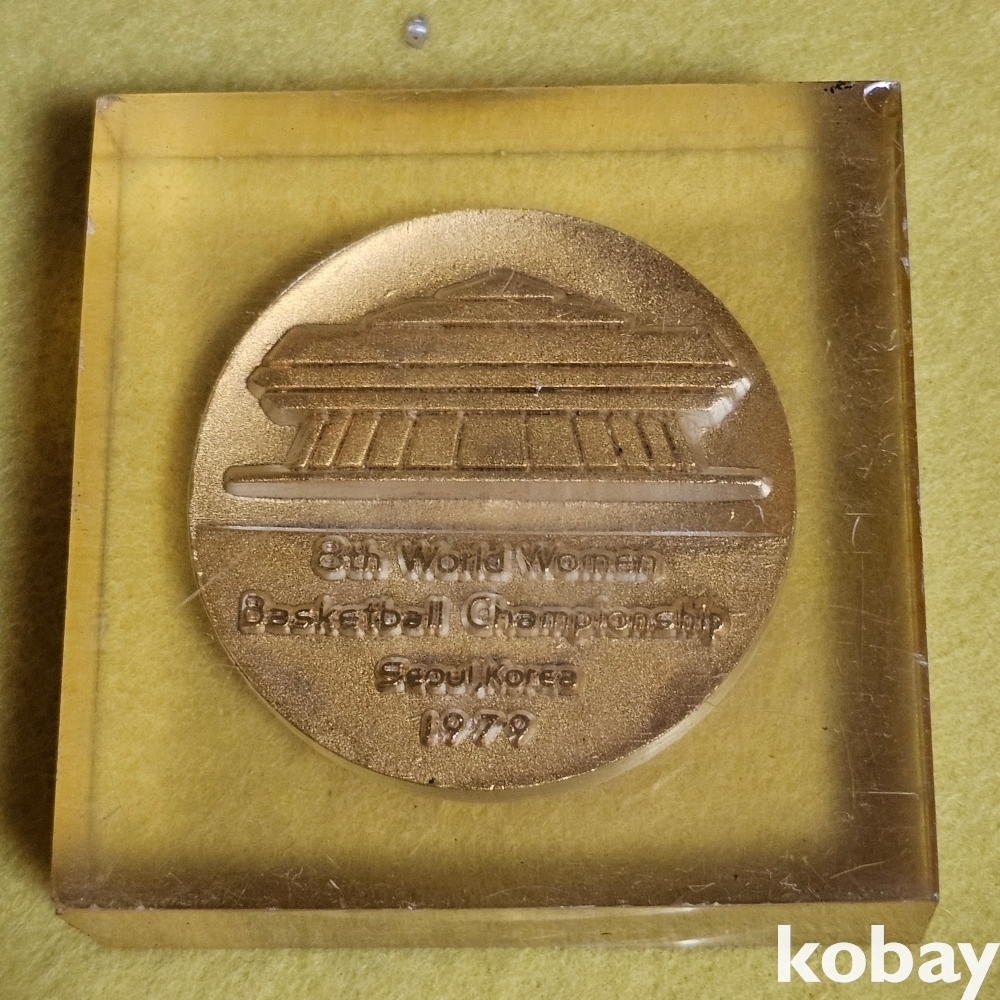 8th World Women
Basketball Championship
Seoul, Korea
1979
kobay